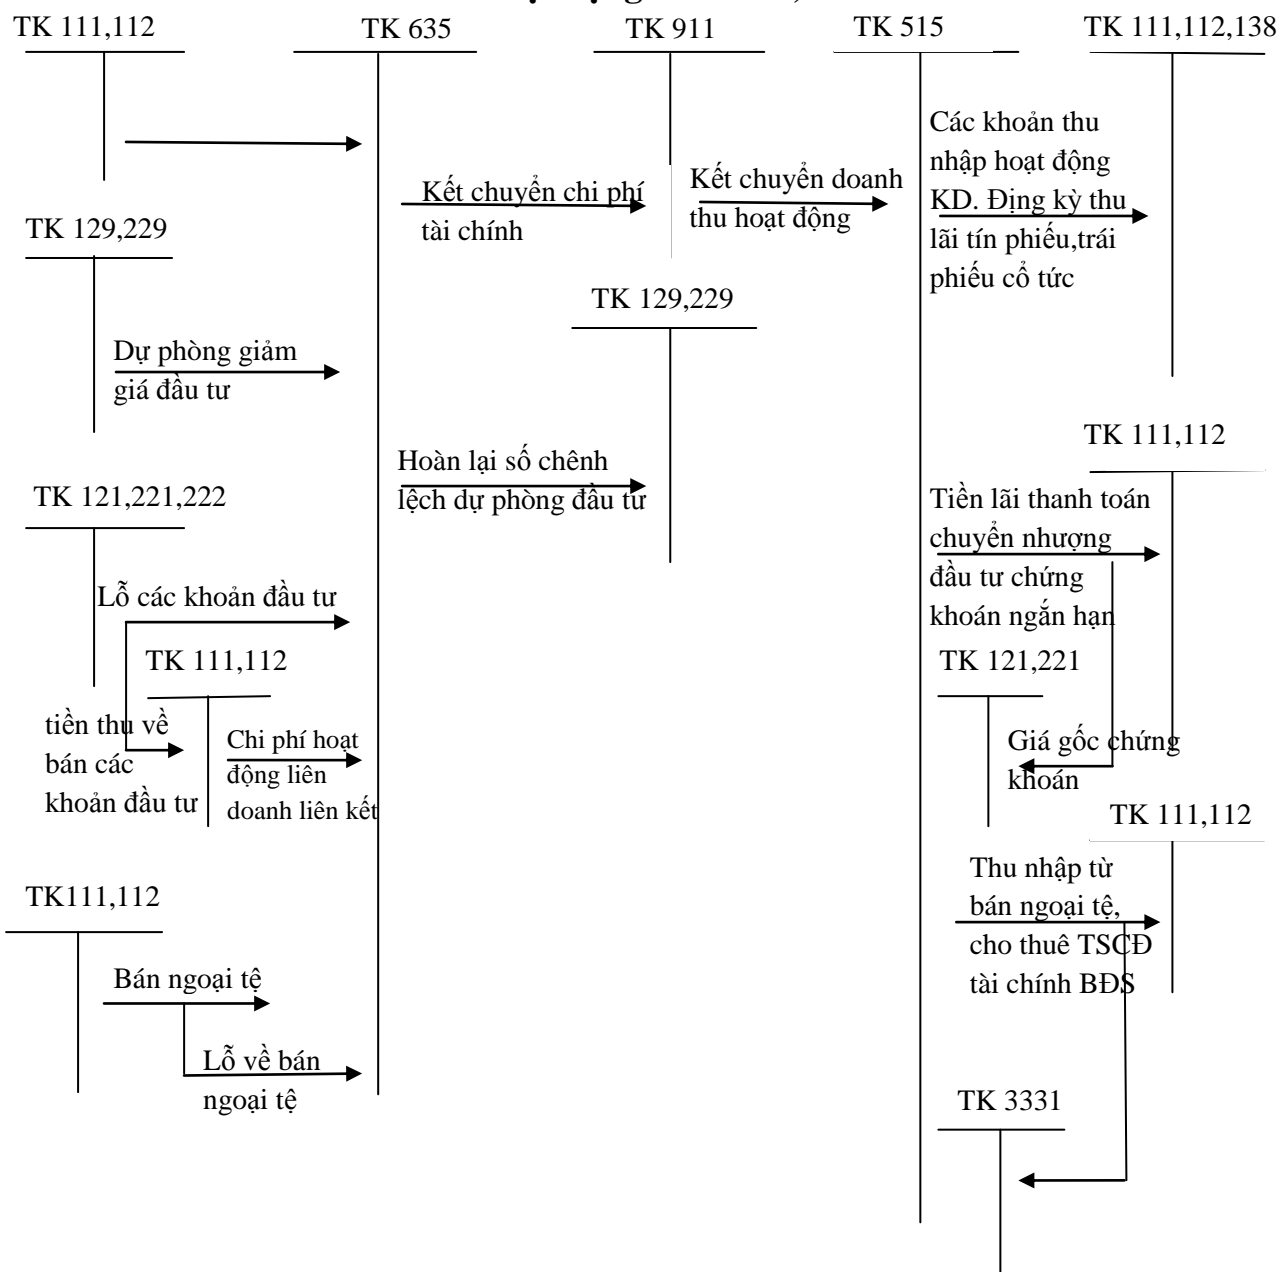 TK 111,112
TK 635
TK 911
TK 515
TK 111,112,138
Các khoản thu
nhập hoạt động
KD. Địng kỳ thu
lãi tín phiếu,trái
phiếu cổ tức
Kết chuyển chi phí
tài chính
Kết chuyển doanh
thu hoạt động
TK 129,229
TK 129,229
Dự phòng giảm
giá đầu tư
Hoàn lại số chênh
lệch dự phòng đầu tư
TK 111,112
TK 121,221,222
Tiền lãi thanh toán
chuyển nhượng
đầu tư chứng
khoán ngắn hạn
Lỗ các khoản đầu tư
TK 111,112
TK 121,221
tiền thu về
bán các
khoản đầu tư
Chi phí hoạt
động liên
doanh liên kết
Giá gốc chứng
khoán
TK 111,112
TK111,112
Thu nhập từ
bán ngoại tệ,
cho thuê TSCĐ
tài chính BĐS
Bán ngoại tệ
Lỗ về bán
ngoại tệ
TK 3331